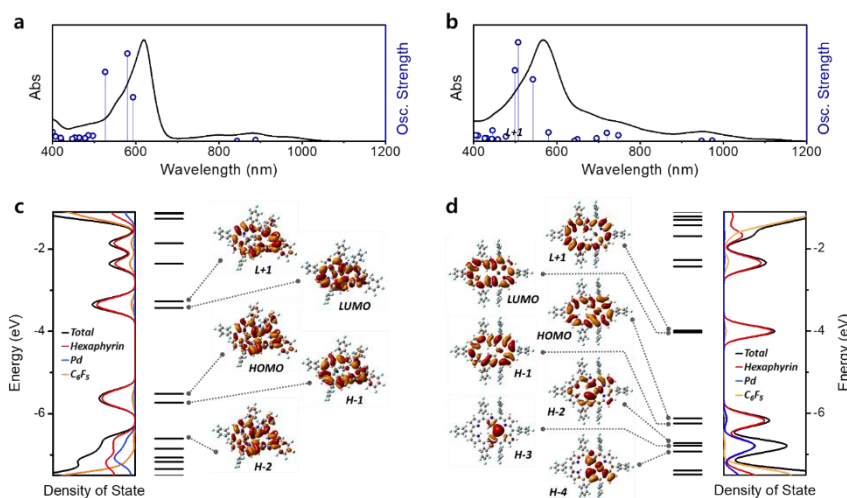 a
Abs
Osc. Strength
400 600 800 1000 1200
Wavelength (nm)
b
Abs
L+1
Osc. Strength
400 600 800 1000 1200
Wavelength (nm)
c
Energy (eV)
-2
-4
-6
Total
Hexaphyrin
Pd
C₆F₅
Density of State
L+1
LUMO
HOMO
H-1
H-2
d
L+1
LUMO
HOMO
H-1
H-2
H-3
H-4
Total
Hexaphyrin
Pd
C₆F₅
-2
-4
-6
Energy (eV)
Density of State